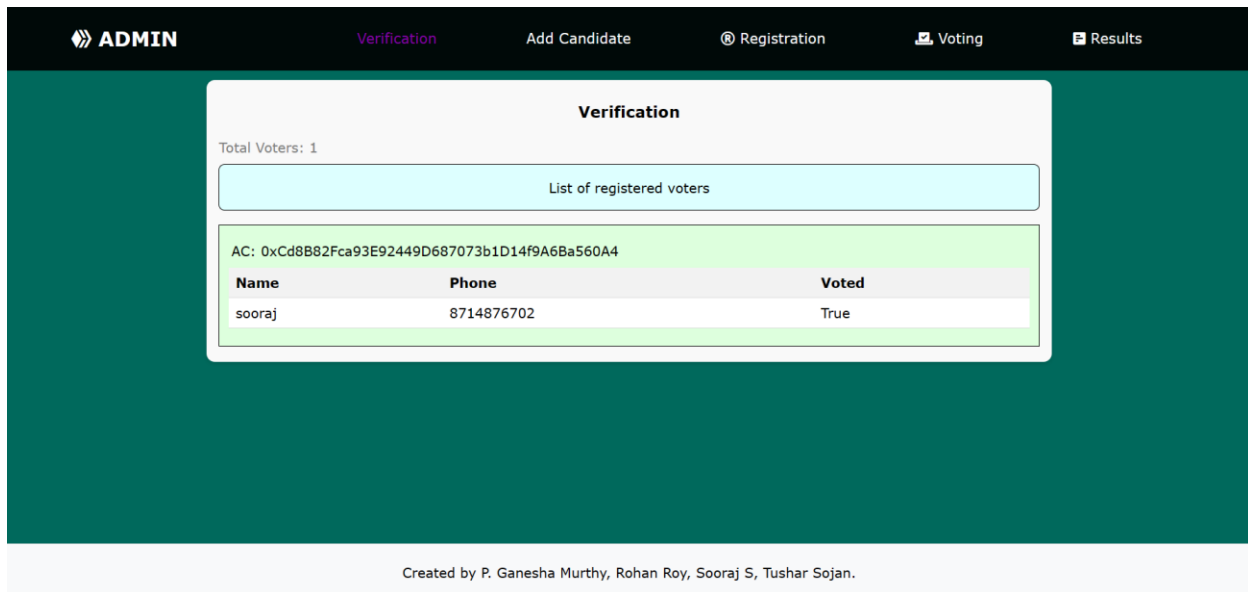 ADMIN Verification Add Candidate ® Registration Voting Results
Verification
Total Voters: 1
List of registered voters
AC: 0xCd8B82Fca93E92449D687073b1D14f9A6Ba560A4
Name Phone Voted
sooraj 8714876702 True
Created by P. Ganesha Murthy, Rohan Roy, Sooraj S, Tushar Sojan.